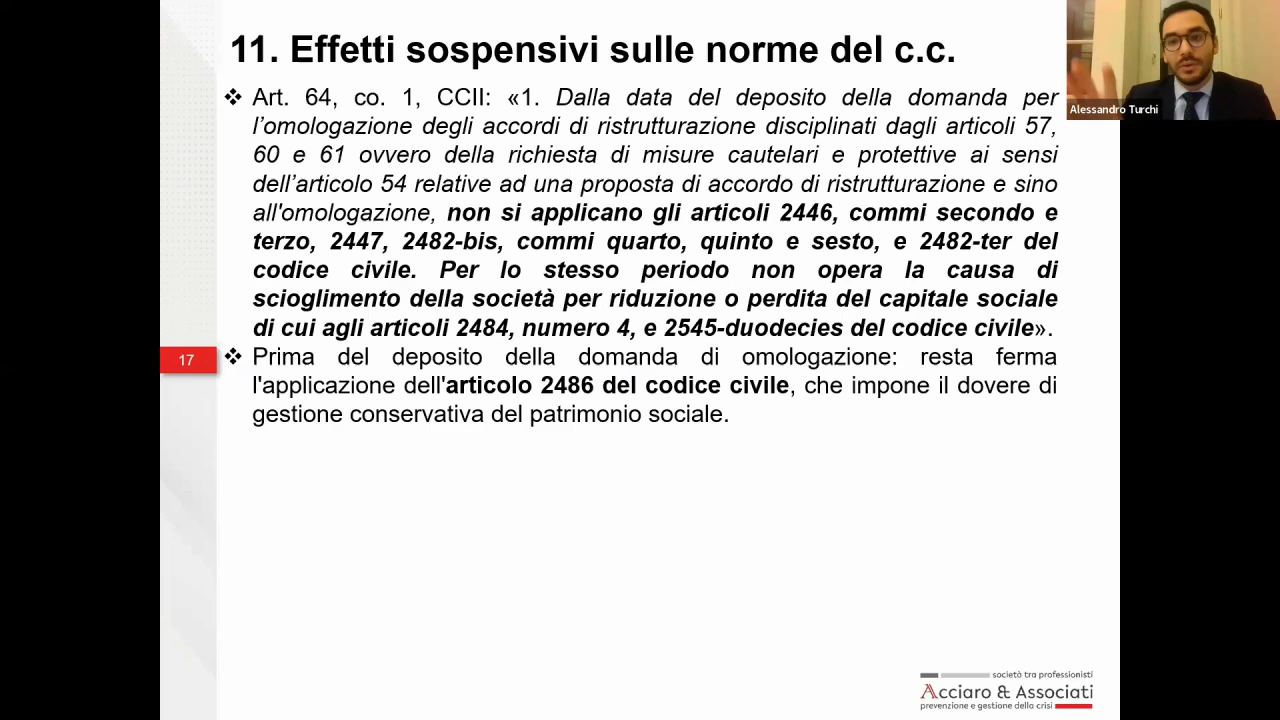 11. Effetti sospensivi sulle norme del c.c.
Alessandro Turchi
❖ Art. 64, co. 1, CCII: «1. Dalla data del deposito della domanda per
l’omologazione degli accordi di ristrutturazione disciplinati dagli articoli 57,
60 e 61 ovvero della richiesta di misure cautelari e protettive ai sensi
dell’articolo 54 relative ad una proposta di accordo di ristrutturazione e sino
all'omologazione, non si applicano gli articoli 2446, commi secondo e
terzo, 2447, 2482-bis, commi quarto, quinto e sesto, e 2482-ter del
codice civile. Per lo stesso periodo non opera la causa di
scioglimento della società per riduzione o perdita del capitale sociale
di cui agli articoli 2484, numero 4, e 2545-duodecies del codice civile».
17
❖ Prima del deposito della domanda di omologazione: resta ferma
l'applicazione dell'articolo 2486 del codice civile, che impone il dovere di
gestione conservativa del patrimonio sociale.
società tra professionisti
Acciaro & Associati
prevenzione e gestione della crisi